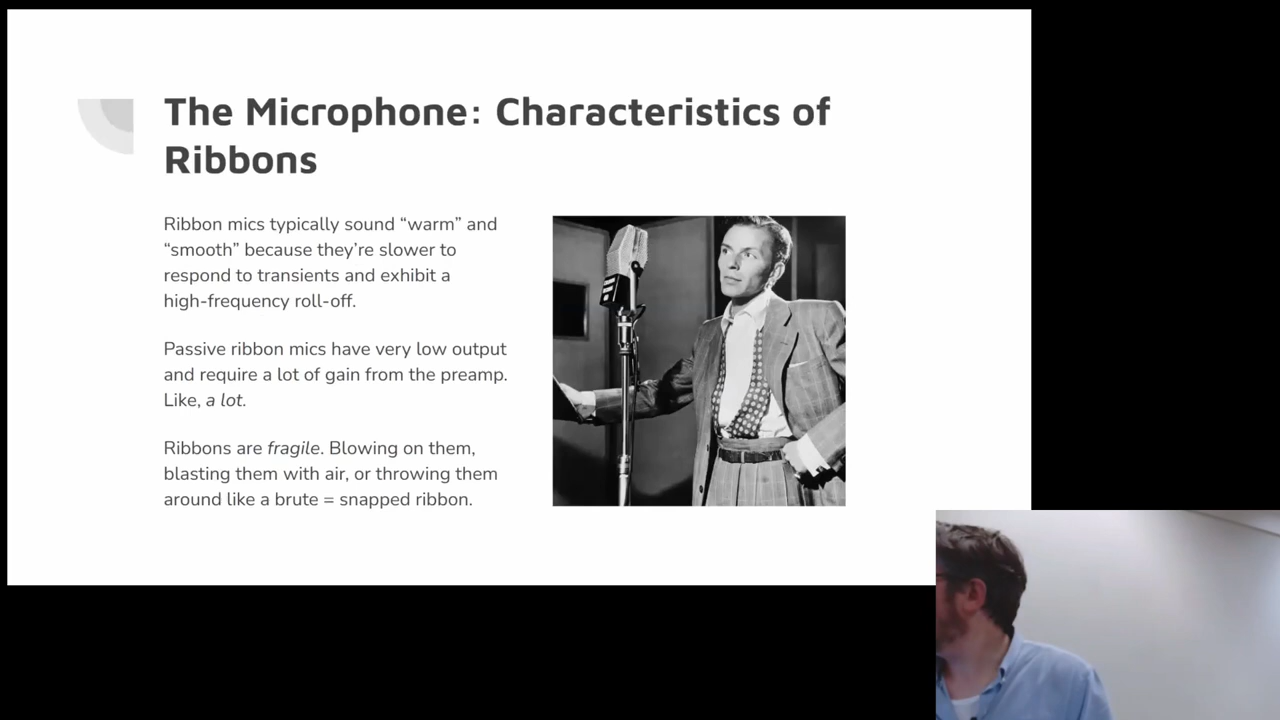 The Microphone: Characteristics of
Ribbons
Ribbon mics typically sound “warm” and
“smooth” because they’re slower to
respond to transients and exhibit a
high-frequency roll-off.
Passive ribbon mics have very low output
and require a lot of gain from the preamp.
Like, a lot.
Ribbons are fragile. Blowing on them,
blasting them with air, or throwing them
around like a brute = snapped ribbon.